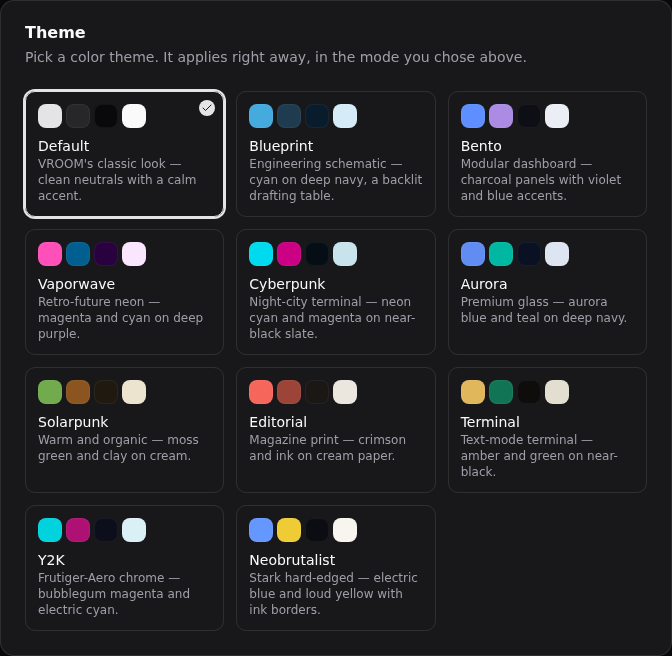 Theme
Pick a color theme. It applies right away, in the mode you chose above.
Default
VROOM's classic look —
clean neutrals with a calm
accent.
Blueprint
Engineering schematic —
cyan on deep navy, a backlit
drafting table.
Bento
Modular dashboard —
charcoal panels with violet
and blue accents.
Vaporwave
Retro-future neon —
magenta and cyan on deep
purple.
Cyberpunk
Night-city terminal — neon
cyan and magenta on near-
black slate.
Aurora
Premium glass — aurora
blue and teal on deep navy.
Solarpunk
Warm and organic — moss
green and clay on cream.
Editorial
Magazine print — crimson
and ink on cream paper.
Terminal
Text-mode terminal —
amber and green on near-
black.
Y2K
Frutiger-Aero chrome —
bubblegum magenta and
electric cyan.
Neobrutalist
Stark hard-edged — electric
blue and loud yellow with
ink borders.